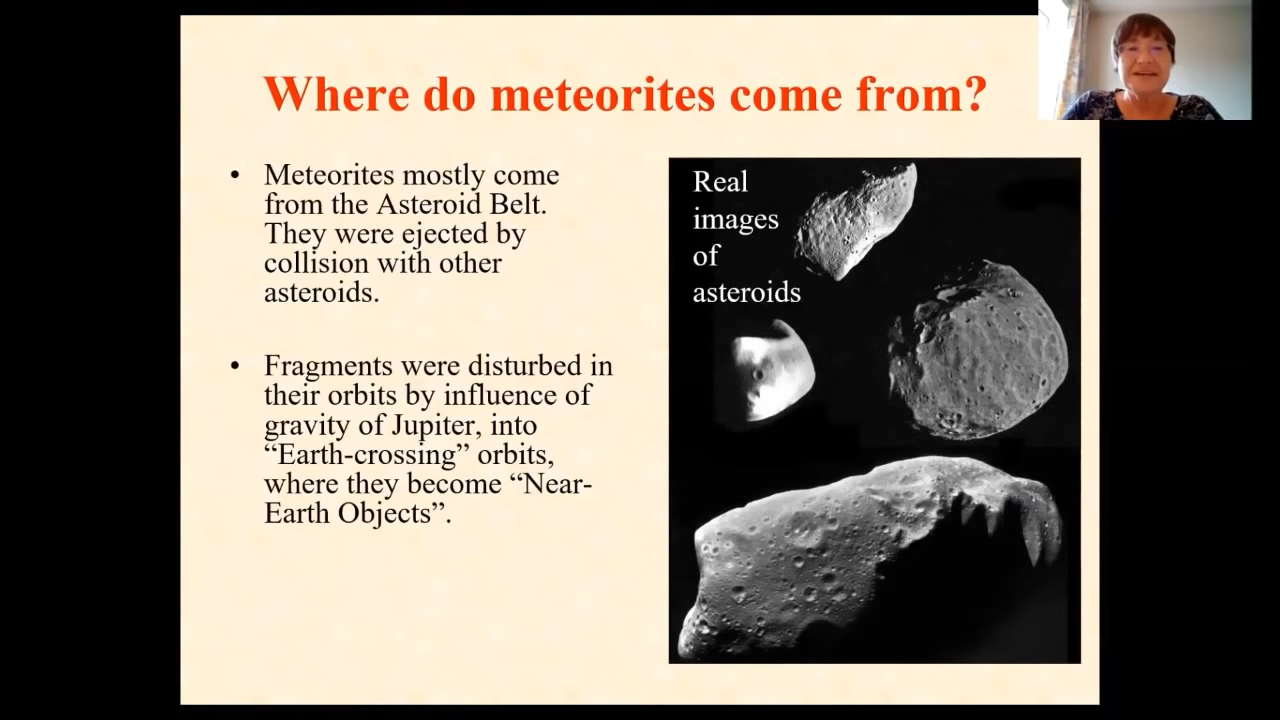 Where do meteorites come from?
• Meteorites mostly come
from the Asteroid Belt.
They were ejected by
collision with other
asteroids.
• Fragments were disturbed in
their orbits by influence of
gravity of Jupiter, into
“Earth-crossing” orbits,
where they become “Near-
Earth Objects”.
Real
images
of
asteroids